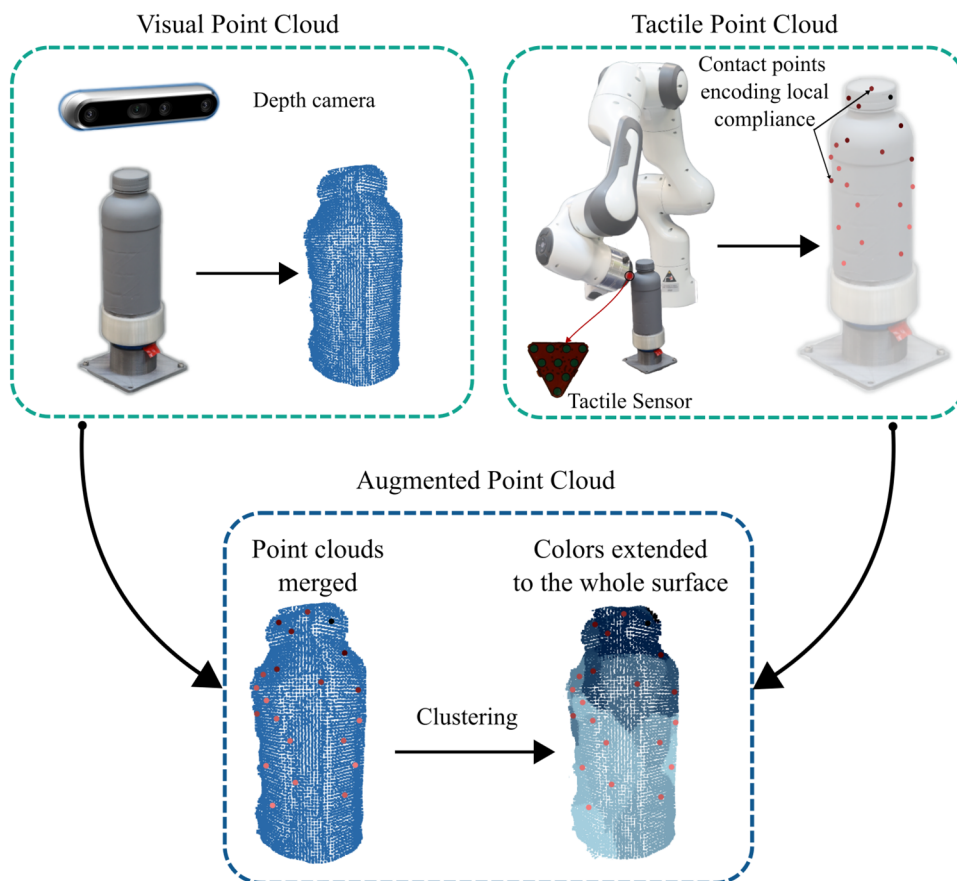 Visual Point Cloud
Depth camera
Tactile Point Cloud
Contact points
encoding local
compliance
Tactile Sensor
Augmented Point Cloud
Point clouds
merged
Clustering
Colors extended
to the whole surface